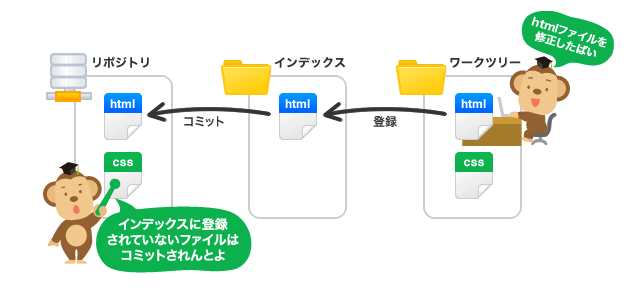 リポジトリ
インデックス
ワークツリー
htmlファイルを
修正したばい
html
html
html
コミット
登録
css
css
インデックスに登録
されていないファイルは
コミットされんとよ